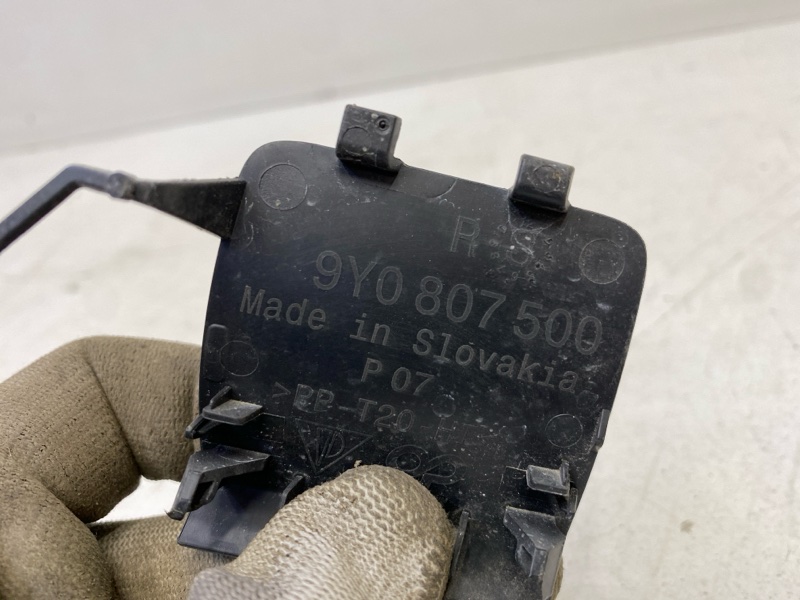 R S
9Y0 807 500
Made in Slovakia
P 07
>PP-T20